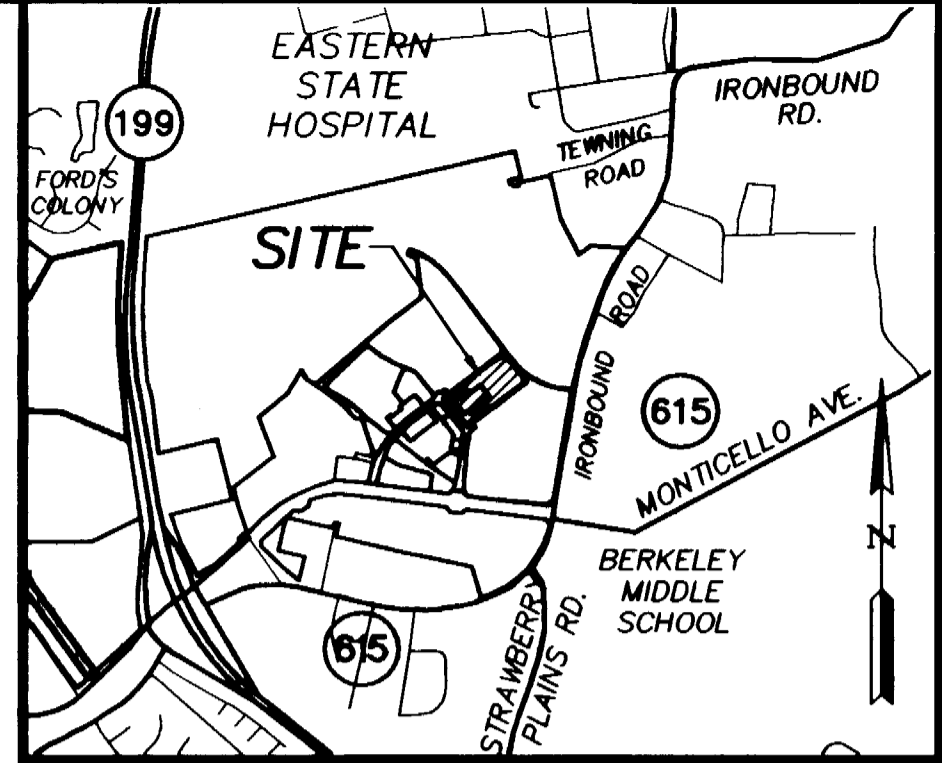 EASTERN
STATE
HOSPITAL
IRONBOUND
RD.
199
TEWNING
ROAD
FORD'S
COLONY
SITE
ROAD
IRONBOUND
615
MONTICELLO AVE.
N
BERKELEY
MIDDLE
SCHOOL
615
STRAWBERRY
PLAINS RD.